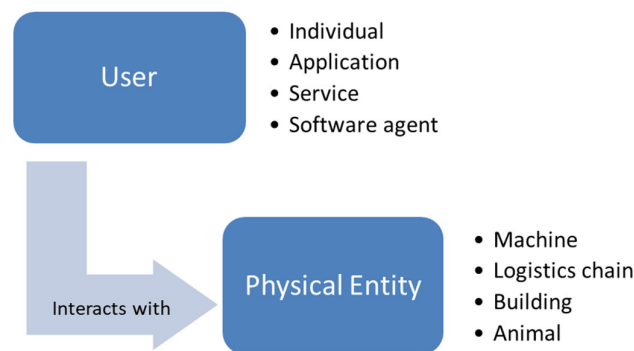 User
• Individual
• Application
• Service
• Software agent
Interacts with
Physical Entity
• Machine
• Logistics chain
• Building
• Animal